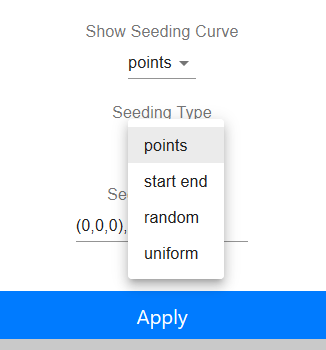 Show Seeding Curve
points
Seeding Type
points
start end
random
uniform
(0,0,0),
Apply